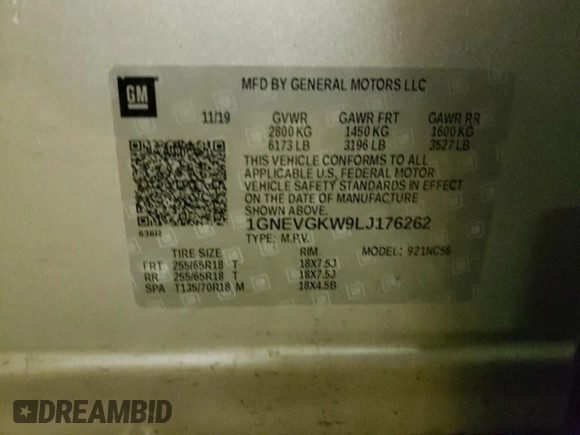 GM
MFD BY GENERAL MOTORS LLC
11/19 GVWR GAWR FRT GAWR RR
2800 KG 1450 KG 1600 KG
6173 LB 3196 LB 3527 LB
THIS VEHICLE CONFORMS TO ALL
APPLICABLE U.S. FEDERAL MOTOR
VEHICLE SAFETY STANDARDS IN EFFECT
ON THE DATE OF MANUFACTURE
SHOWN ABOVE.
1GNEVGKW9LJ176262
TYPE: M.P.V. MODEL: 921NC56
TIRE SIZE RIM
FRT 255/65R18 T 18X7.5J
RR 255/65R18 T 18X7.5J
SPA T135/70R18 M 18X4.5B
DREAMBID